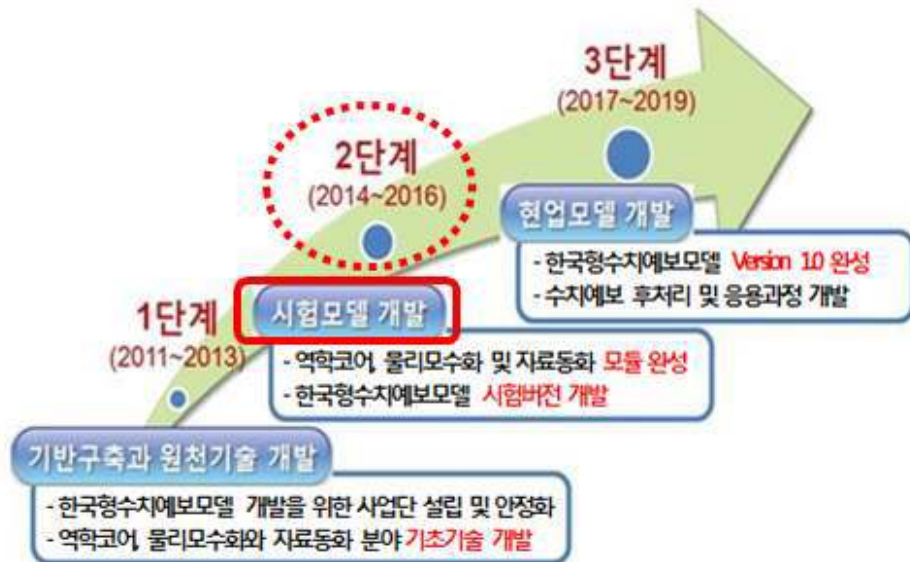 3단계
(2017~2019)
현업모델 개발
- 한국형수치예보모델 Version 1.0 완성
- 수치예보 후처리 및 응용과정 개발
2단계
(2014~2016)
시험모델 개발
- 역학코어, 물리모수화 및 자료동화 모듈 완성
- 한국형수치예보모델 시험버전 개발
1단계
(2011~2013)
기반구축과 원천기술 개발
- 한국형수치예보모델 개발을 위한 사업단 설립 및 안정화
- 역학코어, 물리모수화와 자료동화 분야 기초기술 개발